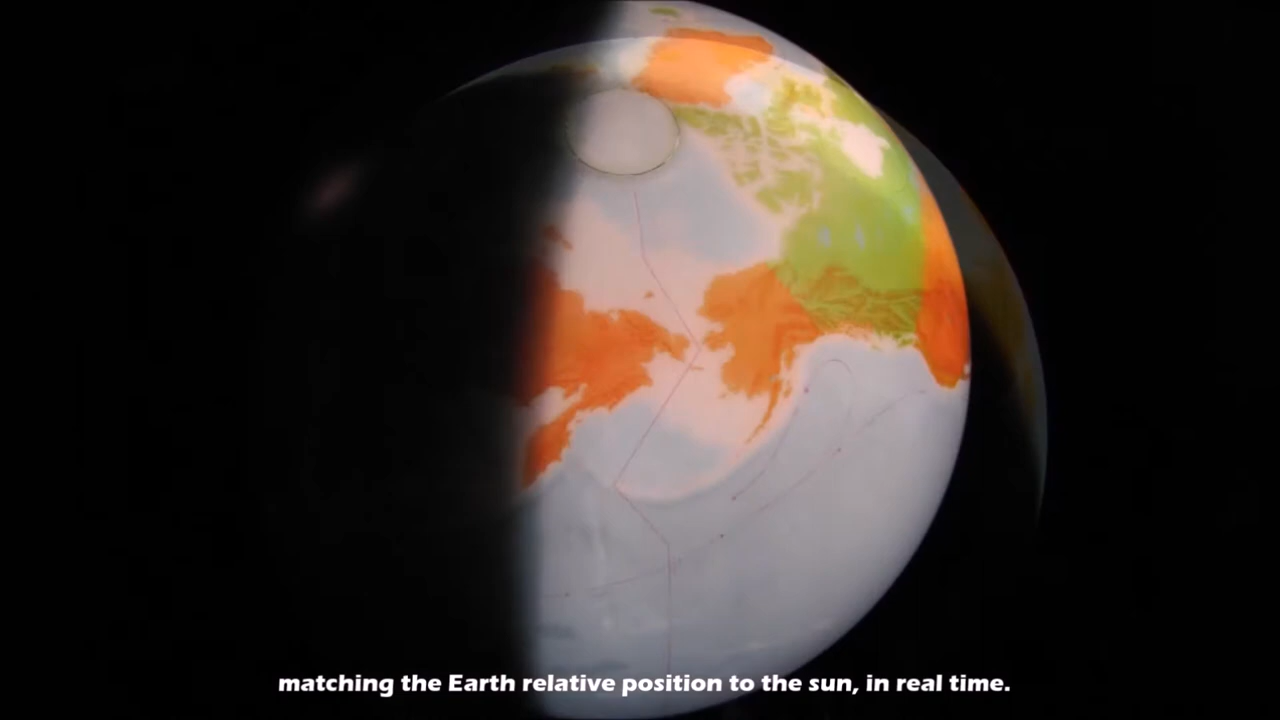 matching the Earth relative position to the sun, in real time.